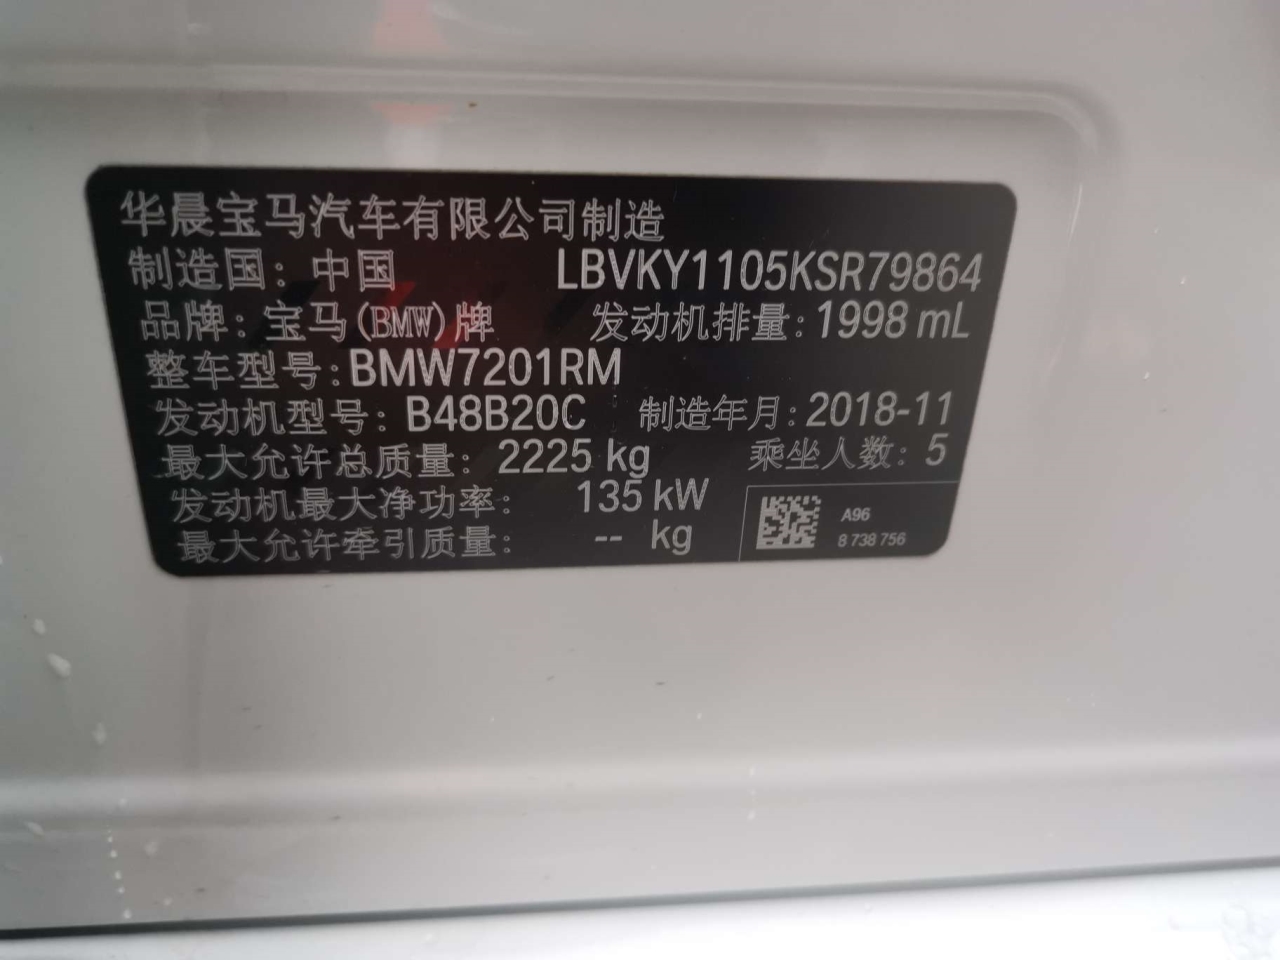 华晨宝马汽车有限公司制造
制造国: 中国 LBVKY1105KSR79864
品牌: 宝马(BMW)牌 发动机排量: 1998 mL
整车型号: BMW7201RM
发动机型号: B48B20C 制造年月: 2018-11
最大允许总质量: 2225 kg 乘坐人数: 5
发动机最大净功率: 135 kW
最大允许牵引质量: -- kg
A96
8 738 756